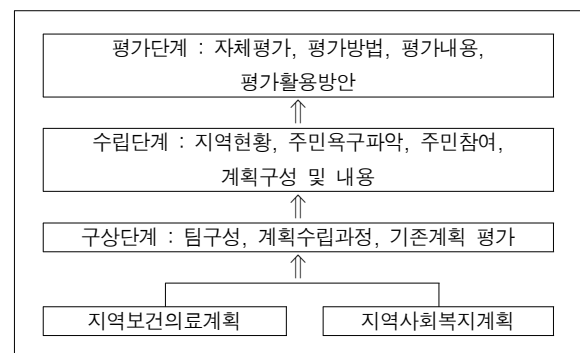 평가단계 : 자체평가, 평가방법, 평가내용,
평가활용방안
⇑
수립단계 : 지역현황, 주민욕구파악, 주민참여,
계획구성 및 내용
⇑
구상단계 : 팀구성, 계획수립과정, 기존계획 평가
⇑
지역보건의료계획
지역사회복지계획